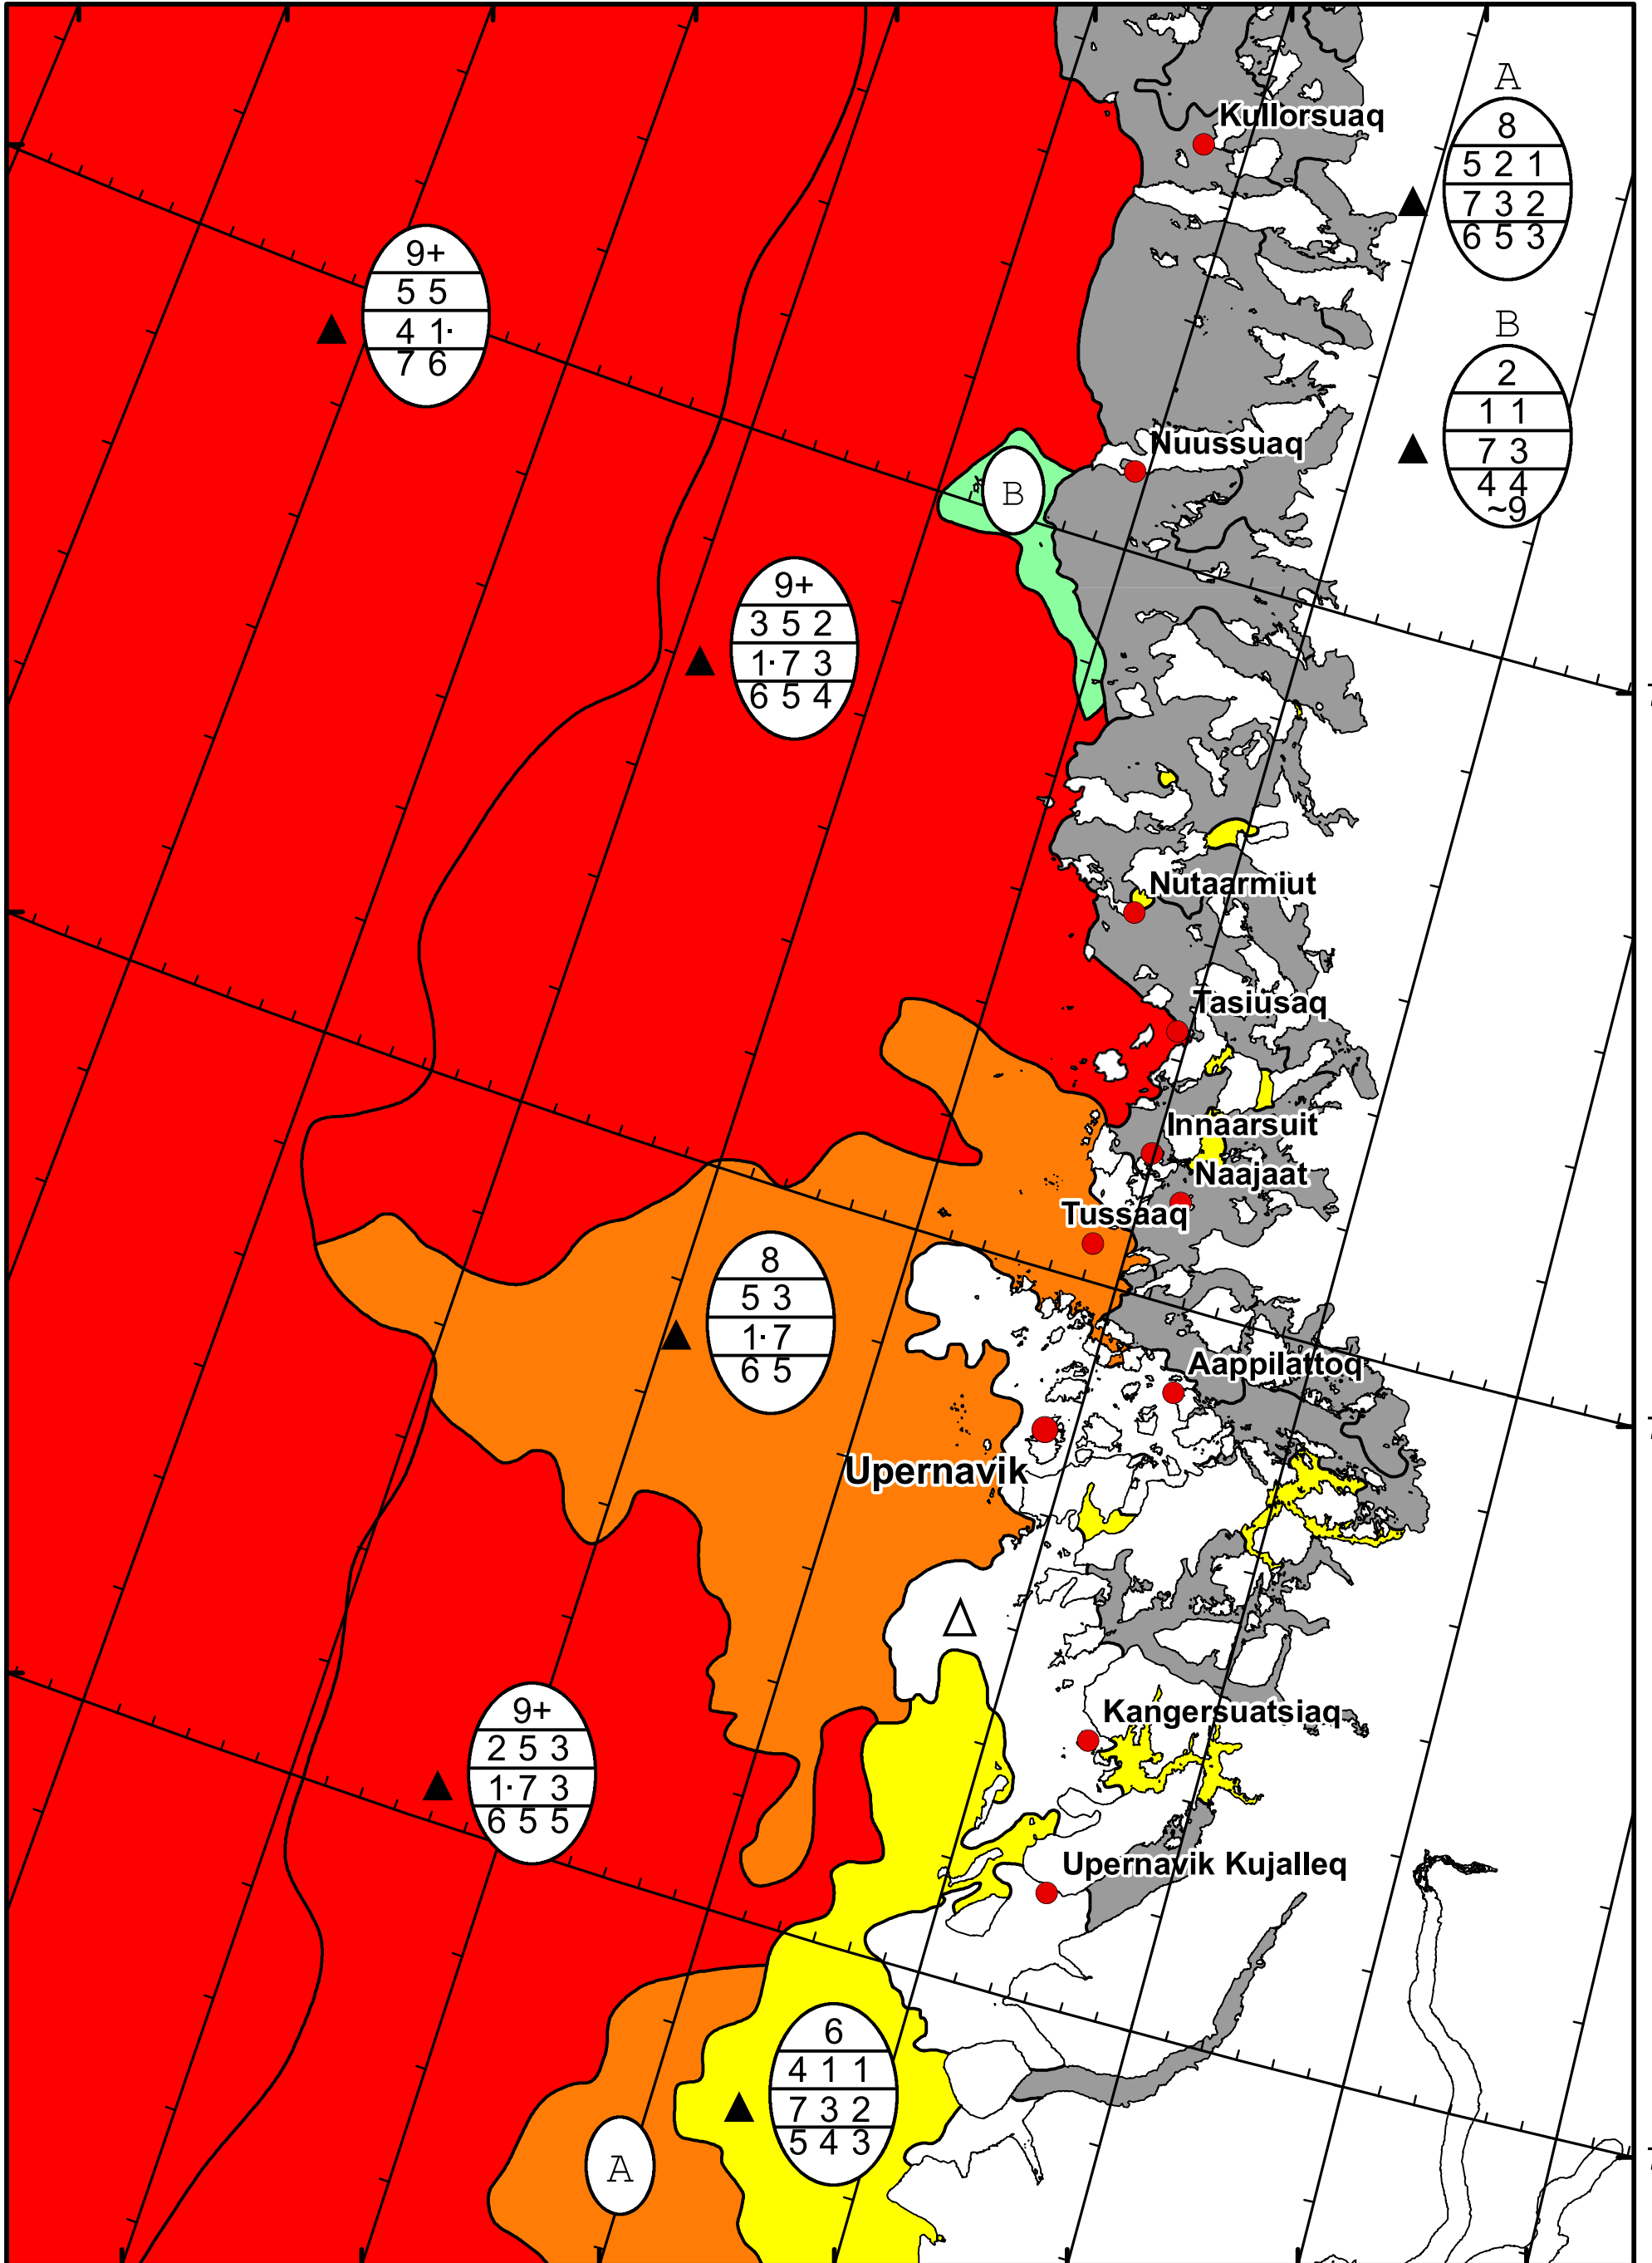 A
8
5 2 1
7 3 2
6 5 3
Kullorsuaq
9+
5 5
4 1·
7 6
B
2
1 1
7 3
4 4
~9
Nuussuaq
B
9+
3 5 2
1·7 3
6 5 4
Nutaarmiut
Tasiusaq
Innaarsuit
Naajaat
Tussaaq
8
5 3
1·7
6 5
Aappilattoq
Upernavik
9+
2 5 3
1·7 3
6 5 5
Kangersuatsiaq
Upernavik Kujalleq
6
4 1 1
7 3 2
5 4 3
A